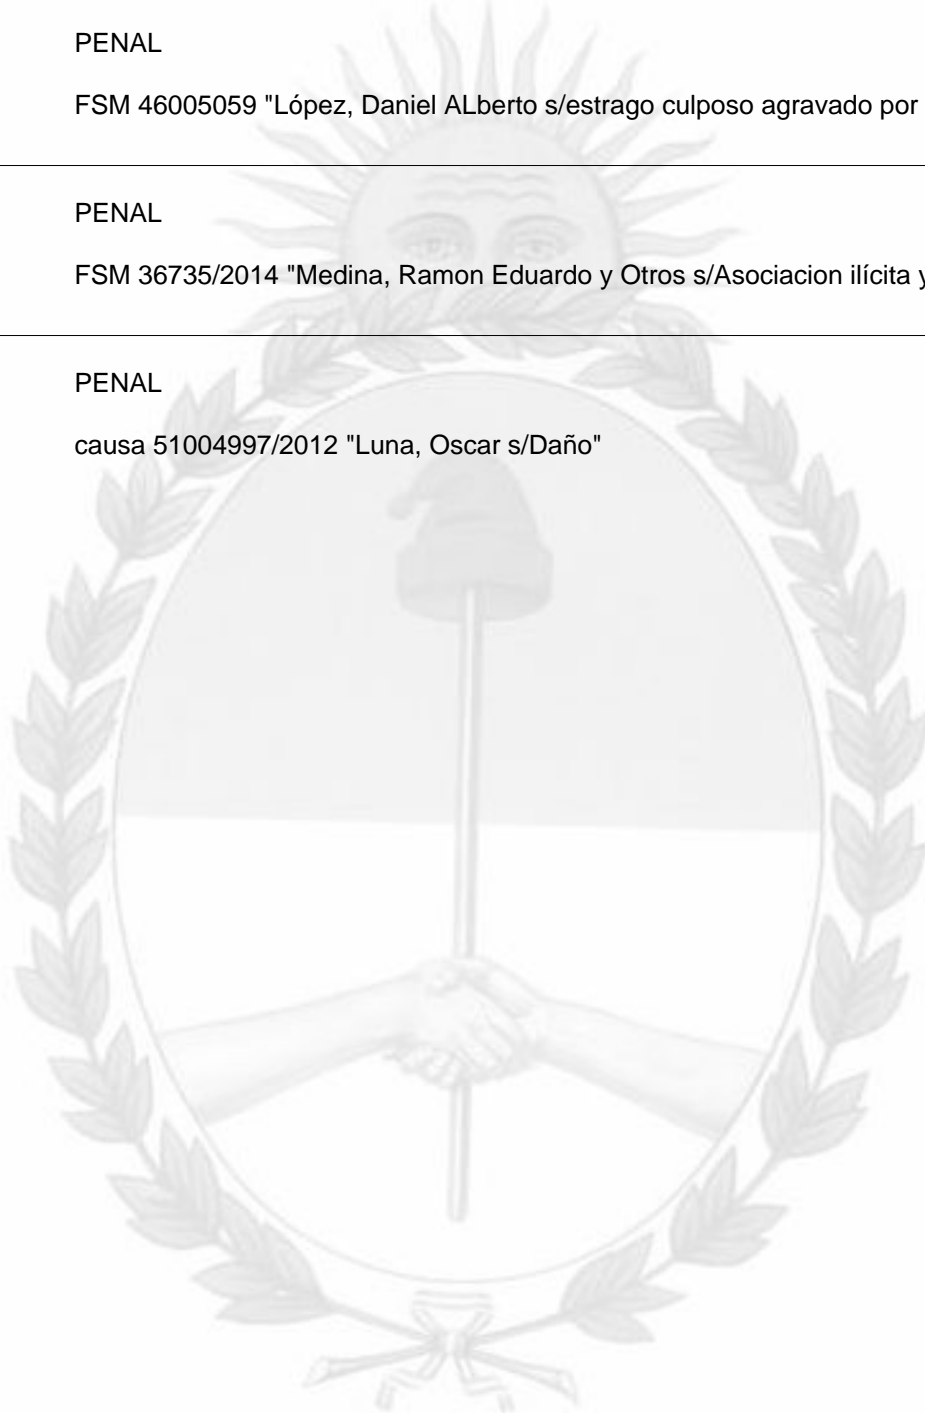 PENAL
FSM 46005059 "López, Daniel ALberto s/estrago culposo agravado por
PENAL
FSM 36735/2014 "Medina, Ramon Eduardo y Otros s/Asociacion ilícita y
PENAL
causa 51004997/2012 "Luna, Oscar s/Daño"